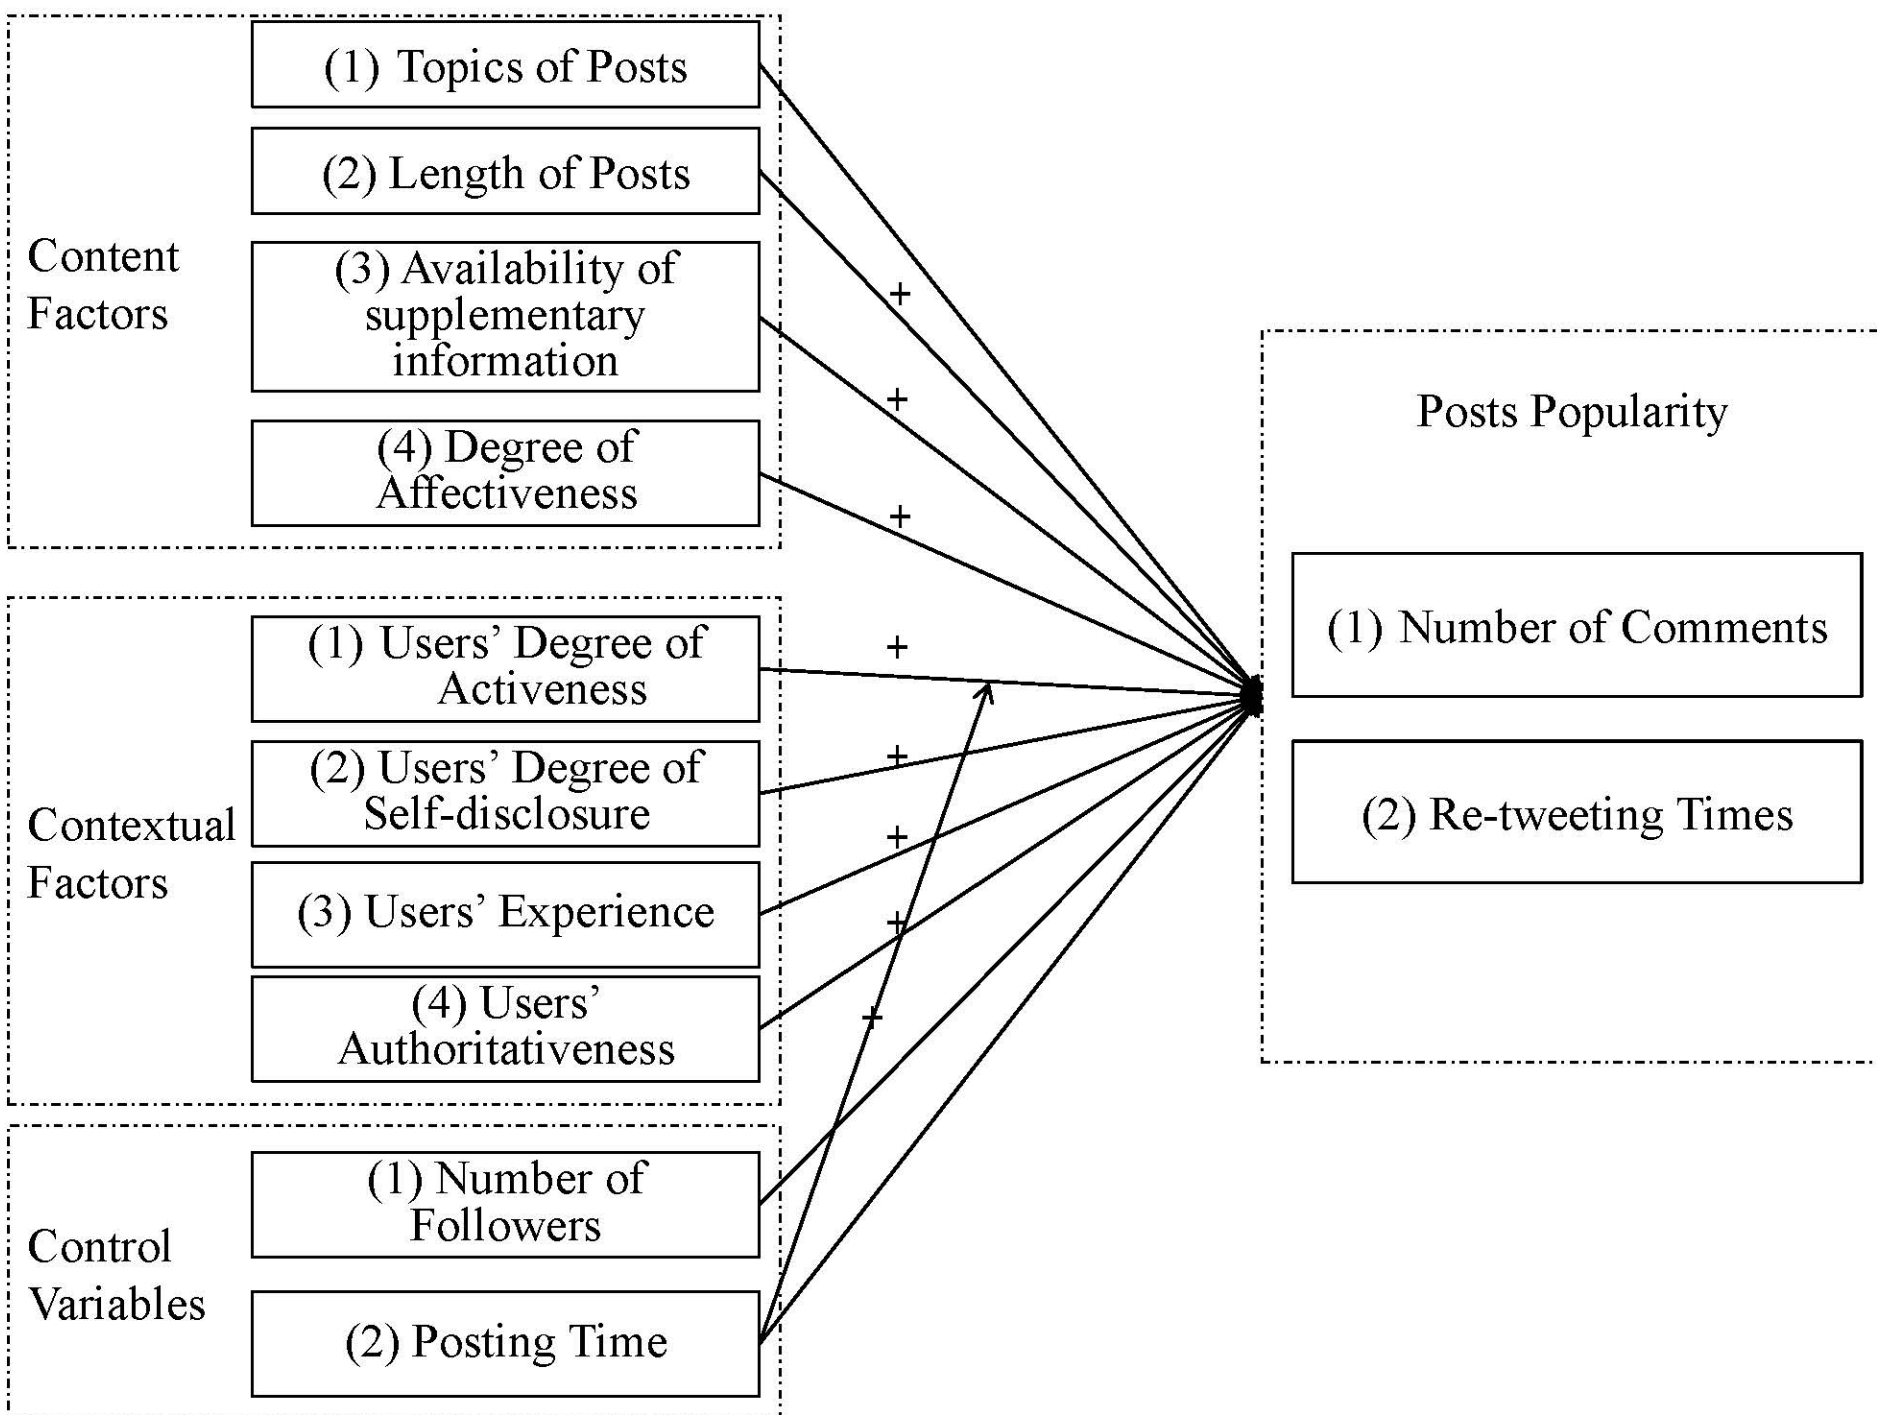 Content
Factors
(1) Topics of Posts
(2) Length of Posts
(3) Availability of
supplementary
information
(4) Degree of
Affectiveness
+
+
+
Contextual
Factors
(1) Users’ Degree of
Activeness
(2) Users’ Degree of
Self-disclosure
(3) Users’ Experience
(4) Users’
Authoritativeness
+
+
+
+
+
Control
Variables
(1) Number of
Followers
(2) Posting Time
Posts Popularity
(1) Number of Comments
(2) Re-tweeting Times